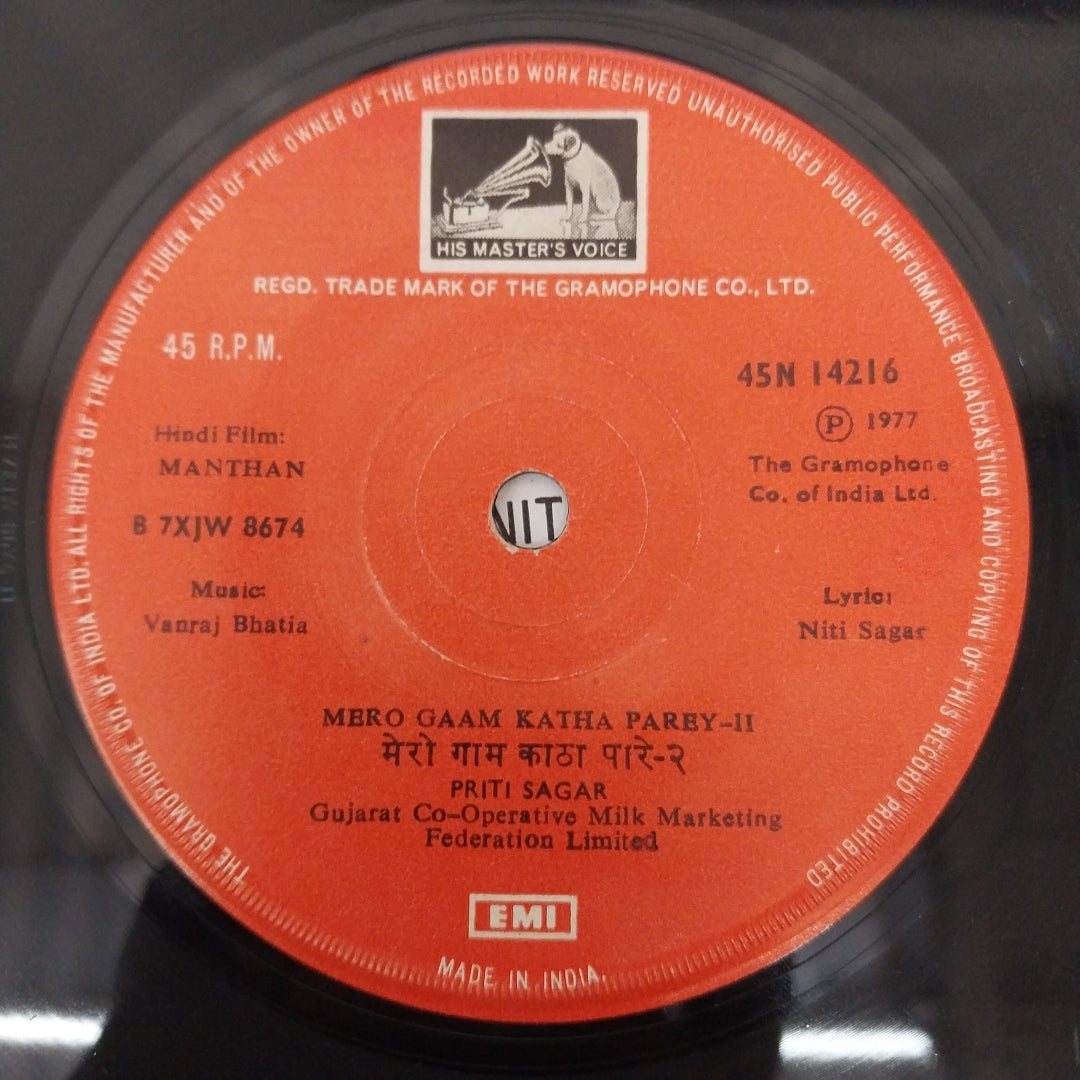 THE GRAMOPHONE CO. OF INDIA LTD. ALL RIGHTS OF THE MANUFACTURER AND OF THE OWNER OF THE RECORDED WORK RESERVED UNAUTHORISED PUBLIC PERFORMANCE BROADCASTING AND COPYING OF THIS RECORD PROHIBITED
HIS MASTER'S VOICE
REGD. TRADE MARK OF THE GRAMOPHONE CO., LTD.
45 R.P.M.
45N 14216
Ⓟ 1977
Hindi Film:
MANTHAN
The Gramophone
Co. of India Ltd.
B 7XJW 8674
NIT
Music:
Vanraj Bhatia
Lyric:
Niti Sagar
MERO GAAM KATHA PAREY-II
मेरो गाम काठा पारे-२
PRITI SAGAR
Gujarat Co-Operative Milk Marketing
Federation Limited
EMI
MADE IN INDIA.